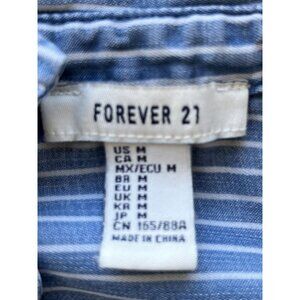 FOREVER 21
US M
CA M
MX/ECU M
BR M
EU M
UK M
KR M
JP M
CN 165/88A
MADE IN CHINA